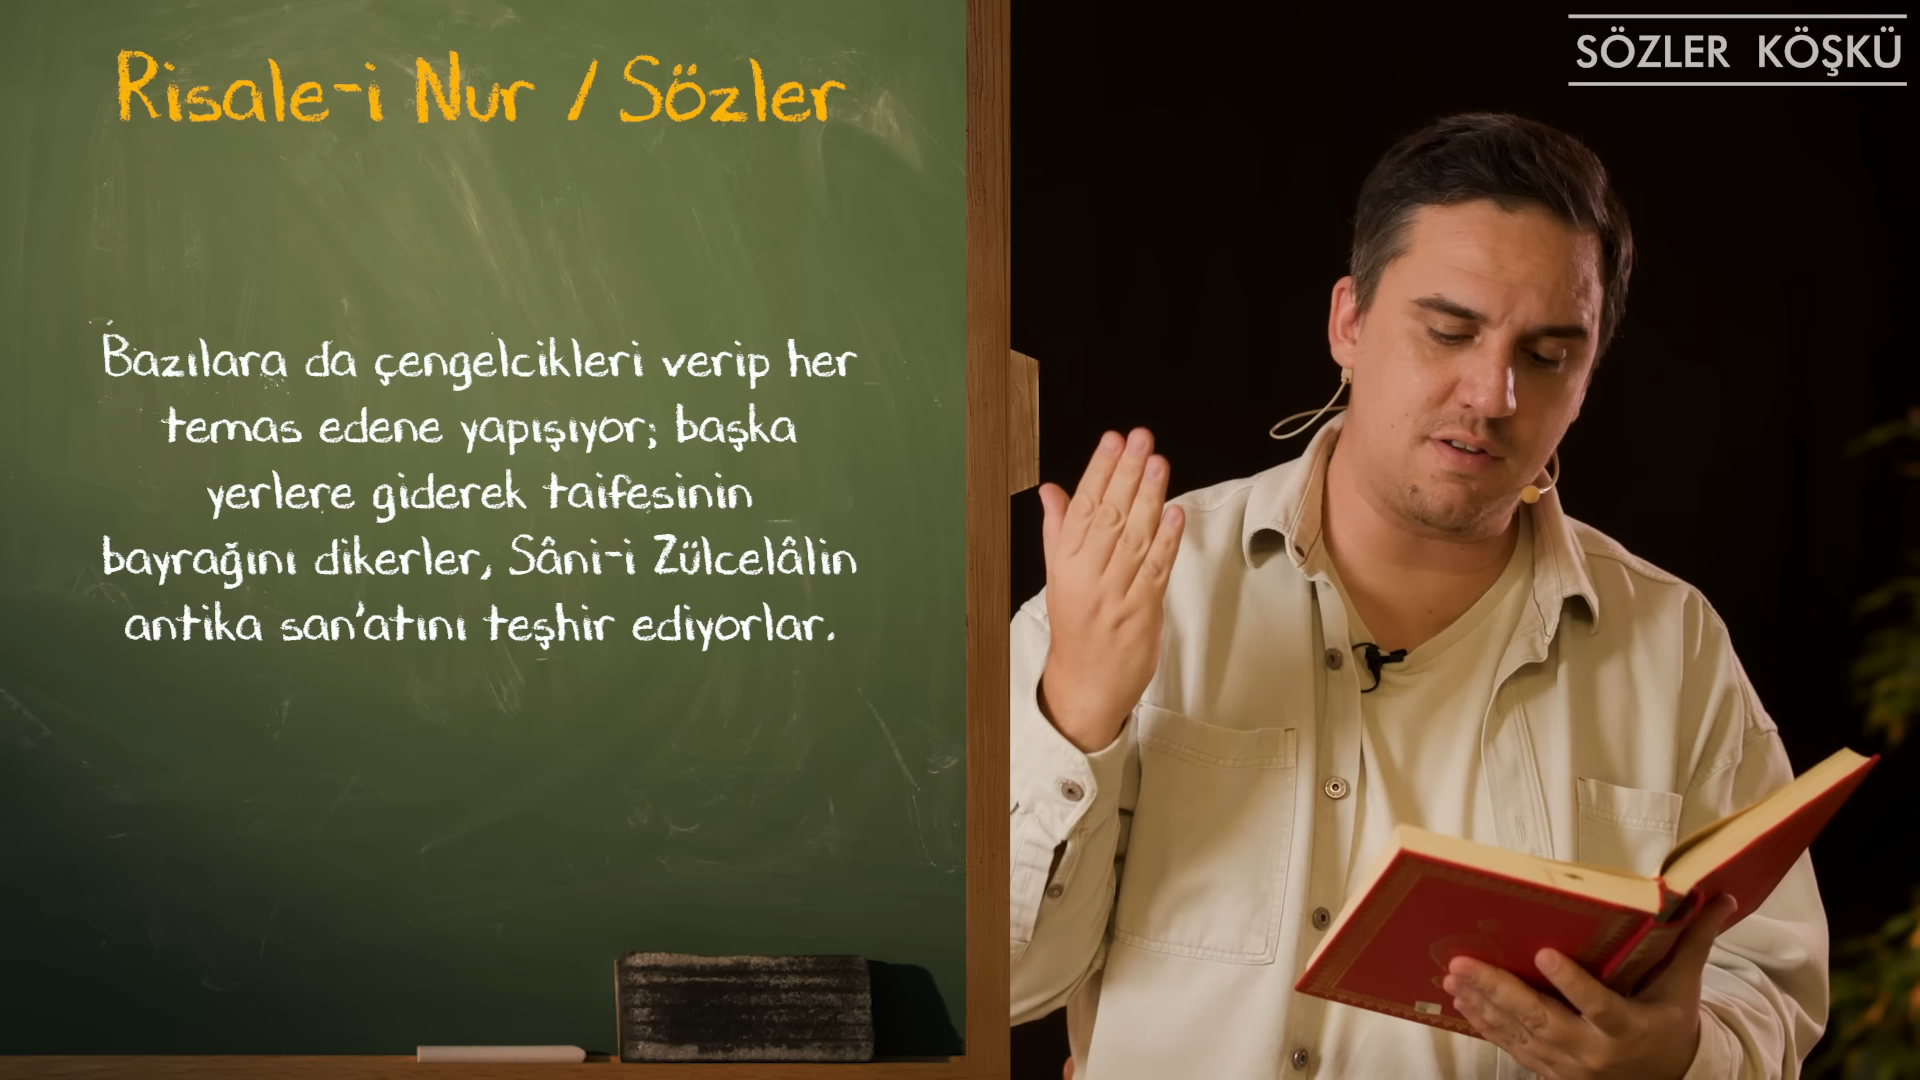 Risale-i Nur / Sözler
Bazılara da çengelcikleri verip her
temas edene yapışıyor; başka
yerlere giderek taifesinin
bayrağını dikerler, Sâni-i Zülcelâlin
antika san'atını teşhir ediyorlar.
SÖZLER KÖŞKÜ